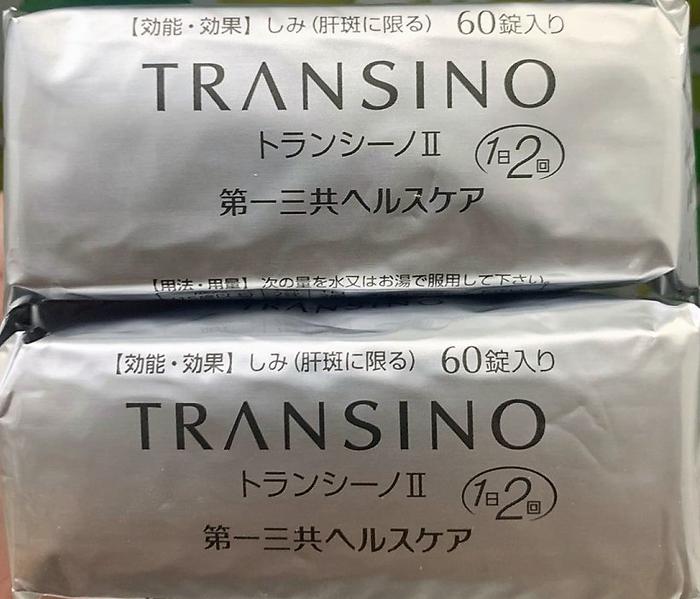 【効能・効果】しみ（肝斑に限る） 60錠入り
TRANSINO
トランシーノⅡ 1日2回
第一三共ヘルスケア
【用法・用量】次の量を水又はお湯で服用して下さい。
TRANSINO
【効能・効果】しみ（肝斑に限る） 60錠入り
TRANSINO
トランシーノⅡ 1日2回
第一三共ヘルスケア